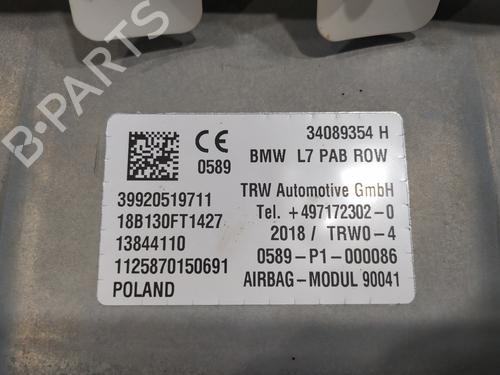 34089354 H
CE
0589
BMW L7 PAB ROW
39920519711
TRW Automotive GmbH
18B130FT1427
Tel. +497172302-0
13844110
2018/ TRW0-4
1125870150691
0589-P1-000086
POLAND
AIRBAG-MODUL 90041
B-PARTS